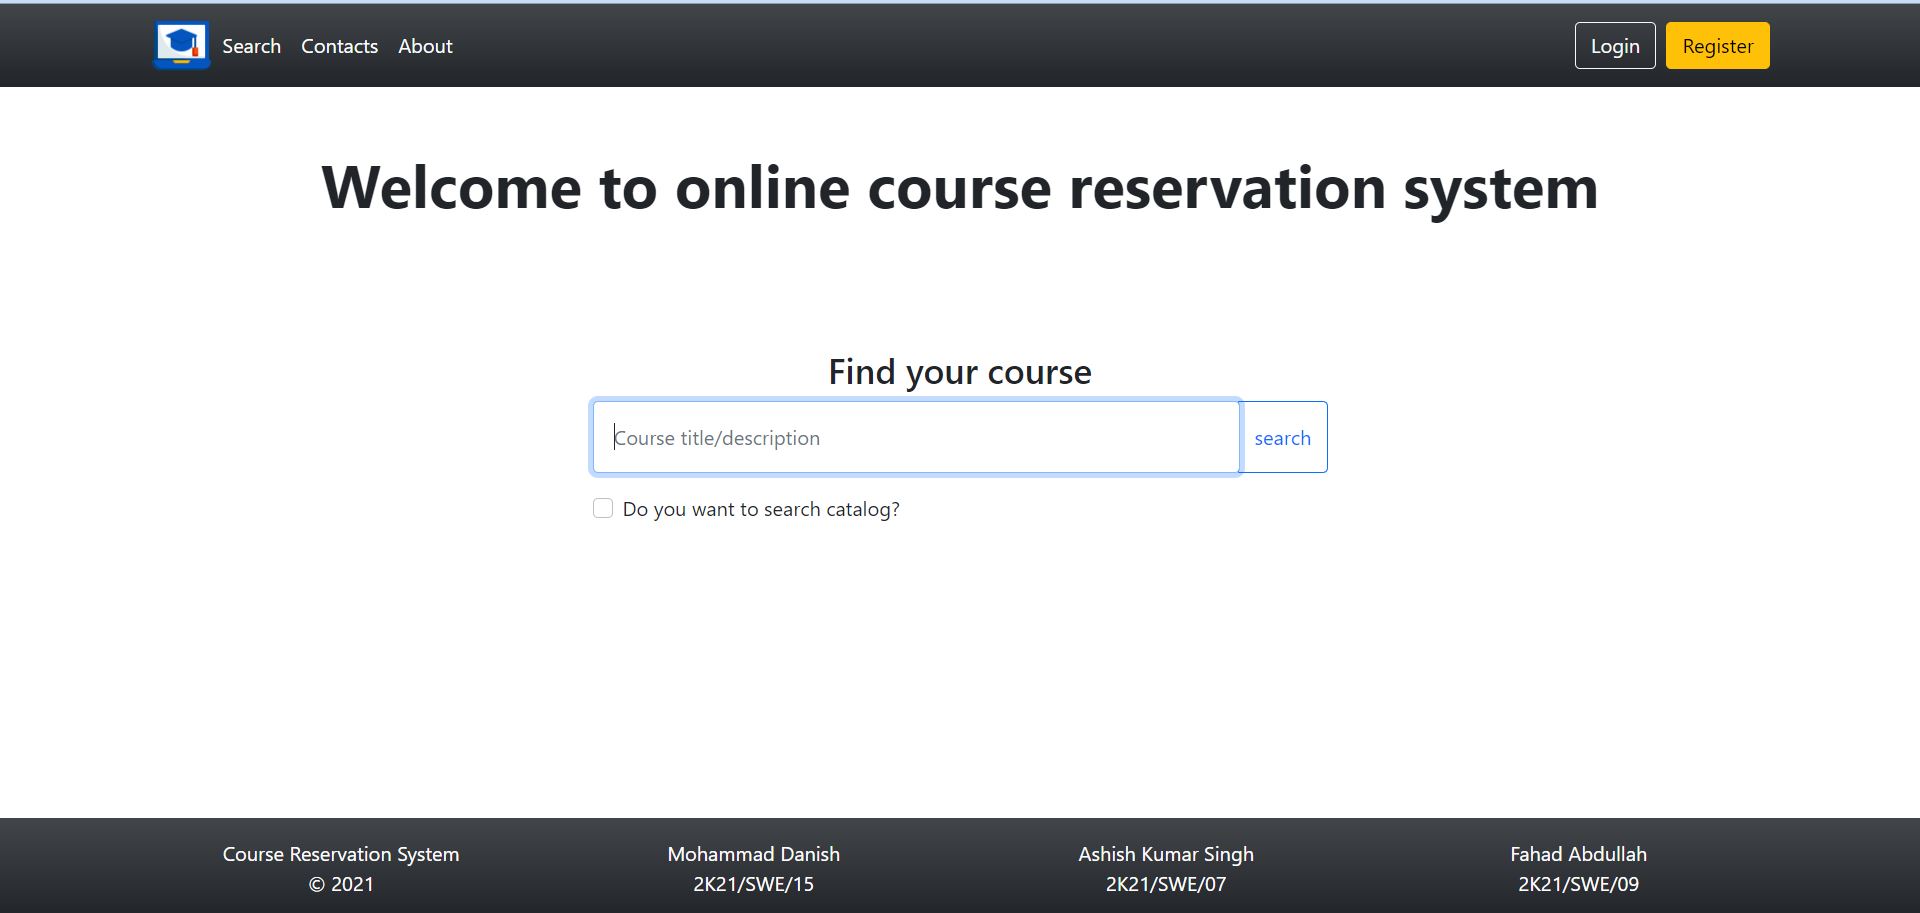 Search Contacts About Login Register
Welcome to online course reservation system
Find your course
Course title/description search
Do you want to search catalog?
Course Reservation System Mohammad Danish Ashish Kumar Singh Fahad Abdullah
© 2021 2K21/SWE/15 2K21/SWE/07 2K21/SWE/09